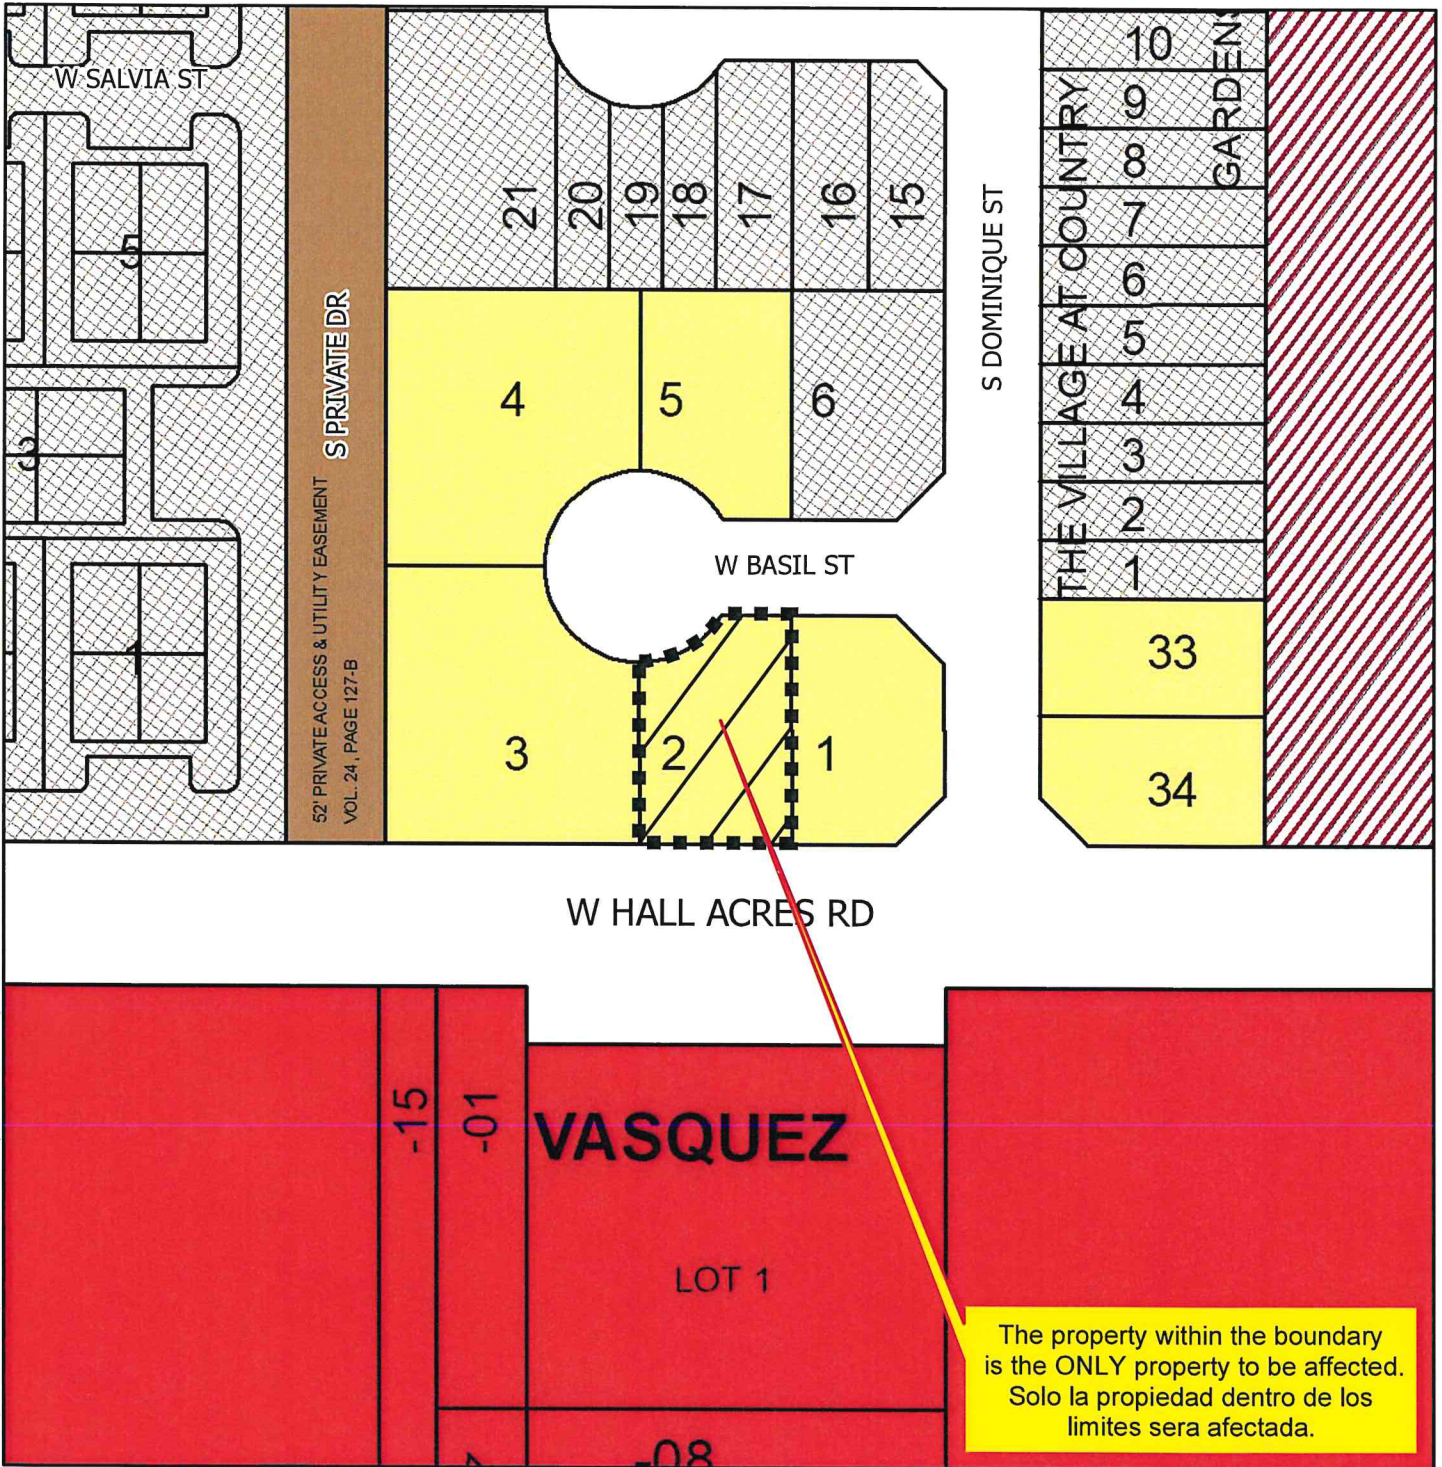 W SALVIA ST
5
3
1
52' PRIVATE ACCESS & UTILITY EASEMENT
VOL. 24, PAGE 127-B
S PRIVATE DR
21
20
19
18
17
16
15
4
5
6
W BASIL ST
3
2
1
S DOMINIQUE ST
THE VILLAGE AT COUNTRY
GARDENS
10
9
8
7
6
5
4
3
2
1
33
34
W HALL ACRES RD
-15
-01
VASQUEZ
LOT 1
-08
The property within the boundary
is the ONLY property to be affected.
Solo la propiedad dentro de los
limites sera afectada.